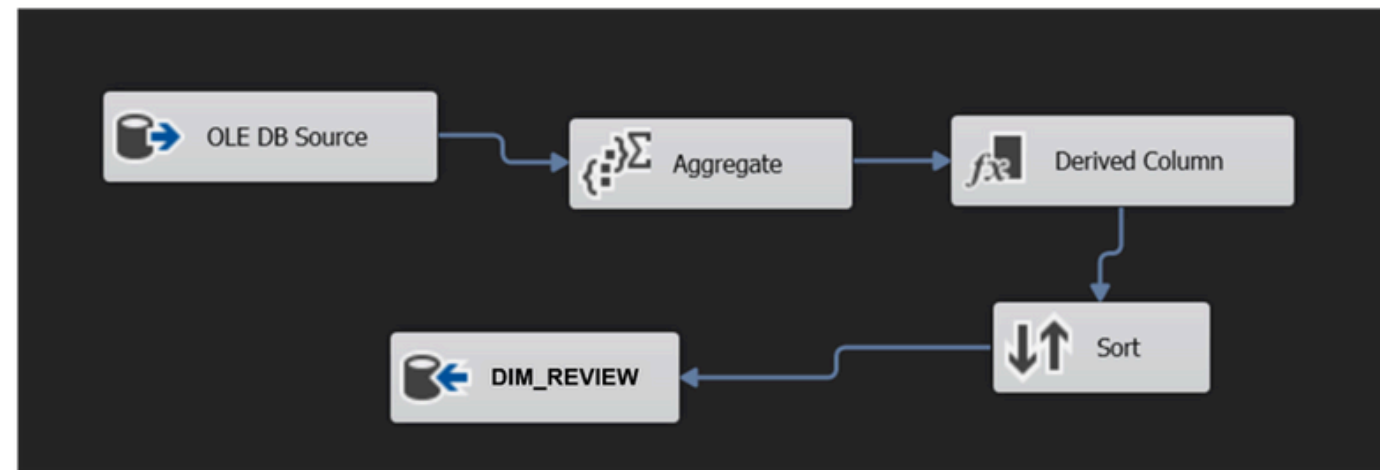 OLE DB Source
Aggregate
Derived Column
Sort
DIM_REVIEW